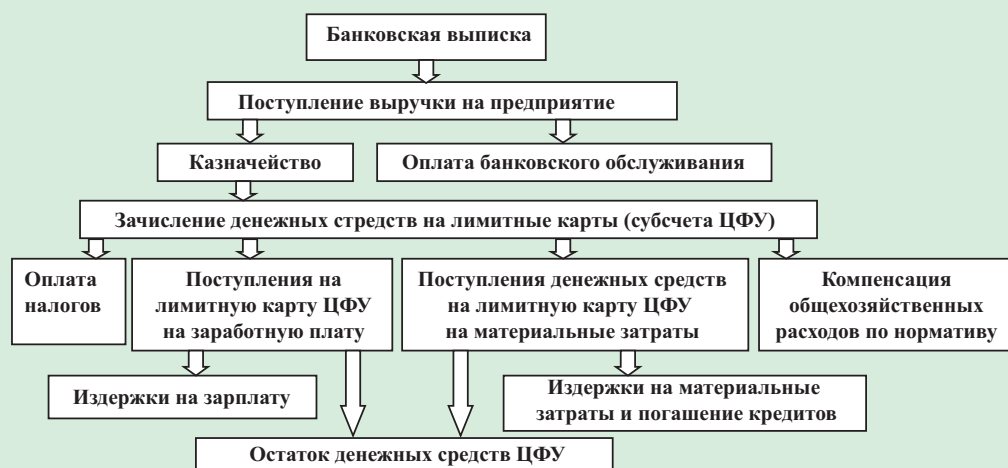 Банковская выписка
Поступление выручки на предприятие
Казначейство
Оплата банковского обслуживания
Зачисление денежных стредств на лимитные карты (субсчета ЦФУ)
Оплата
налогов
Поступления на
лимитную карту ЦФУ
на заработную плату
Поступления денежных средств
на лимитную карту ЦФУ
на материальные затраты
Компенсация
общехозяйственных
расходов по нормативу
Издержки на зарплату
Издержки на материальные
затраты и погашение кредитов
Остаток денежных средств ЦФУ